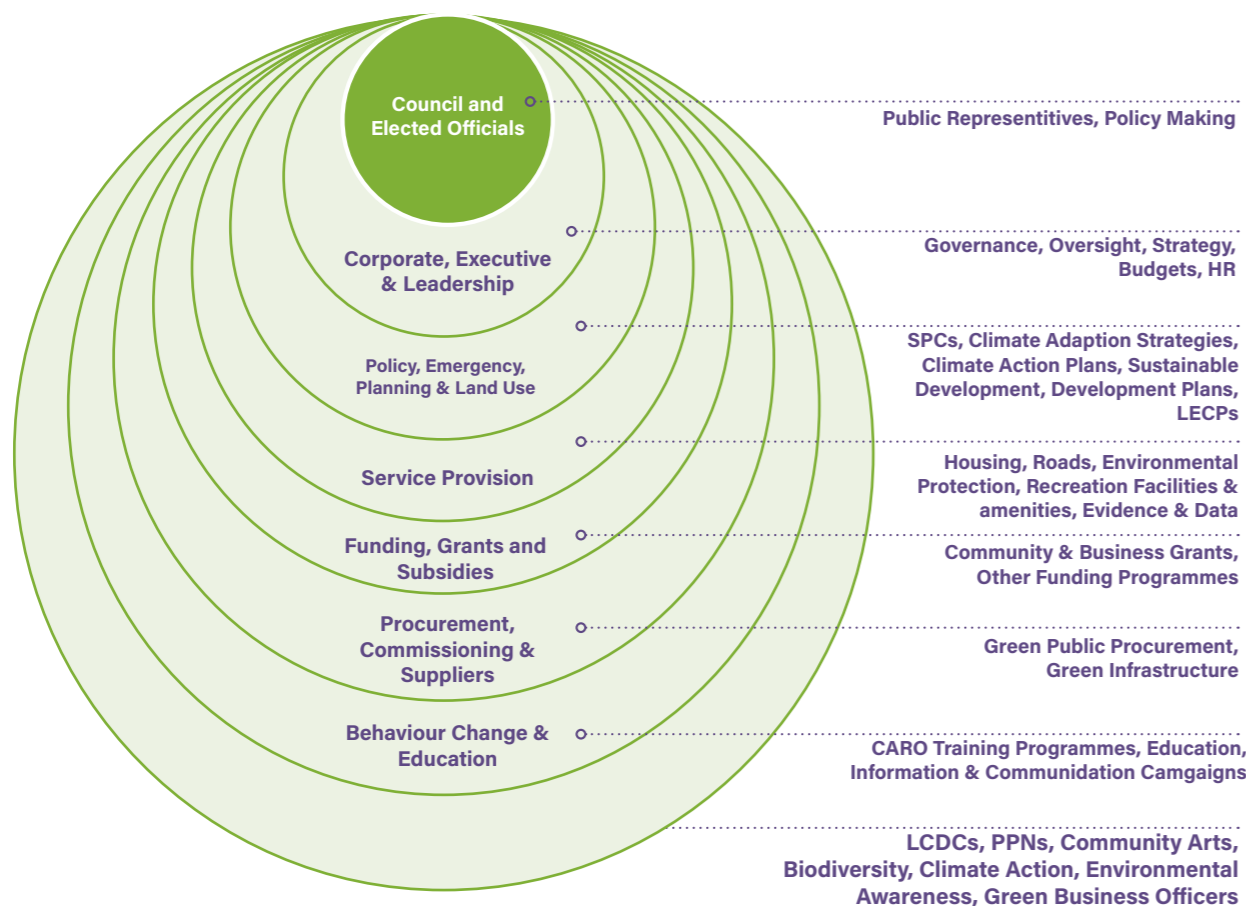 Council and
Elected Officials
Public Representitives, Policy Making
Corporate, Executive
& Leadership
Governance, Oversight, Strategy,
Budgets, HR
Policy, Emergency,
Planning & Land Use
SPCs, Climate Adaption Strategies,
Climate Action Plans, Sustainable
Development, Development Plans,
LECPs
Service Provision
Housing, Roads, Environmental
Protection, Recreation Facilities &
amenities, Evidence & Data
Funding, Grants and
Subsidies
Community & Business Grants,
Other Funding Programmes
Procurement,
Commissioning &
Suppliers
Green Public Procurement,
Green Infrastructure
Behaviour Change &
Education
CARO Training Programmes, Education,
Information & Communidation Camgaigns
LCDCs, PPNs, Community Arts,
Biodiversity, Climate Action, Environmental
Awareness, Green Business Officers